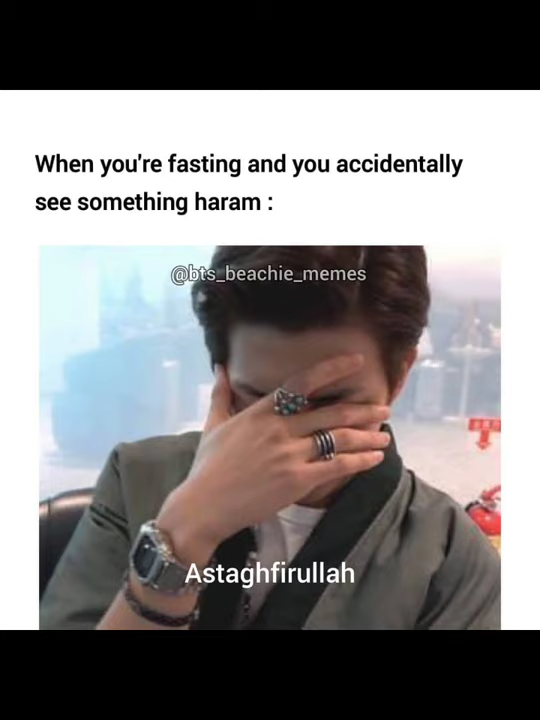 When you're fasting and you accidentally
see something haram :
@bts_beachie_memes
Astaghfirullah